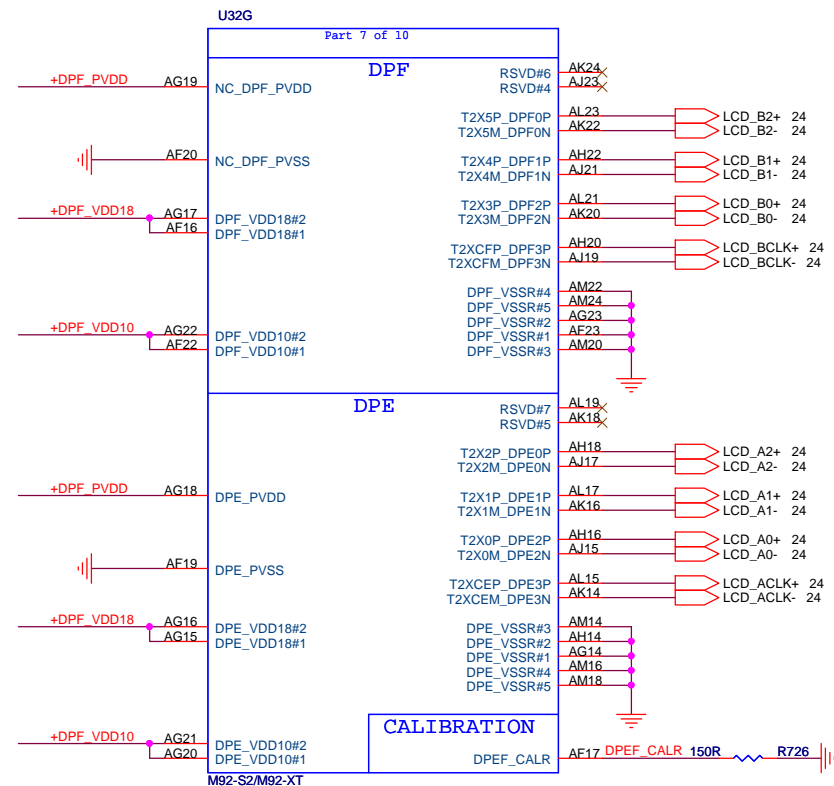 U32G
Part 7 of 10
DPF
+DPF_PVDD AG19 NC_DPF_PVDD
RSVD#6 AK24
RSVD#4 AJ23
T2X5P_DPF0P AL23 LCD_B2+ 24
T2X5M_DPF0N AK22 LCD_B2- 24
AF20 NC_DPF_PVSS
T2X4P_DPF1P AH22 LCD_B1+ 24
T2X4M_DPF1N AJ21 LCD_B1- 24
+DPF_VDD18 AG17 DPF_VDD18#2
AF16 DPF_VDD18#1
T2X3P_DPF2P AL21 LCD_B0+ 24
T2X3M_DPF2N AK20 LCD_B0- 24
T2XCFP_DPF3P AH20 LCD_BCLK+ 24
T2XCFM_DPF3N AJ19 LCD_BCLK- 24
DPF_VSSR#4 AM22
DPF_VSSR#5 AM24
DPF_VSSR#2 AG23
DPF_VSSR#1 AF23
DPF_VSSR#3 AM20
+DPF_VDD10 AG22 DPF_VDD10#2
AF22 DPF_VDD10#1
DPE
RSVD#7 AL19
RSVD#5 AK18
T2X2P_DPE0P AH18 LCD_A2+ 24
T2X2M_DPE0N AJ17 LCD_A2- 24
+DPF_PVDD AG18 DPE_PVDD
T2X1P_DPE1P AL17 LCD_A1+ 24
T2X1M_DPE1N AK16 LCD_A1- 24
T2X0P_DPE2P AH16 LCD_A0+ 24
T2X0M_DPE2N AJ15 LCD_A0- 24
AF19 DPE_PVSS
T2XCEP_DPE3P AL15 LCD_ACLK+ 24
T2XCEM_DPE3N AK14 LCD_ACLK- 24
+DPF_VDD18 AG16 DPE_VDD18#2
AG15 DPE_VDD18#1
DPE_VSSR#3 AM14
DPE_VSSR#2 AH14
DPE_VSSR#1 AG14
DPE_VSSR#4 AM16
DPE_VSSR#5 AM18
+DPF_VDD10 AG21 DPE_VDD10#2
AG20 DPE_VDD10#1
CALIBRATION
DPEF_CALR AF17 DPEF_CALR 150R R726
M92-S2/M92-XT